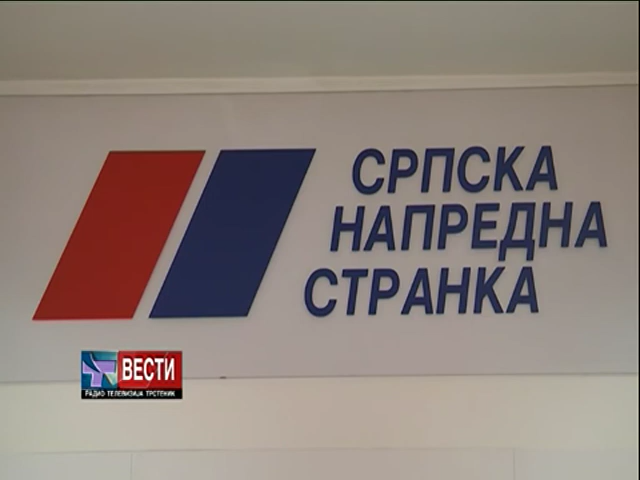 СРПСКА
НАПРЕДНА
СТРАНКА
ВЕСТИ
РАДИО ТЕЛЕВИЗИЈА ТРСТЕНИК